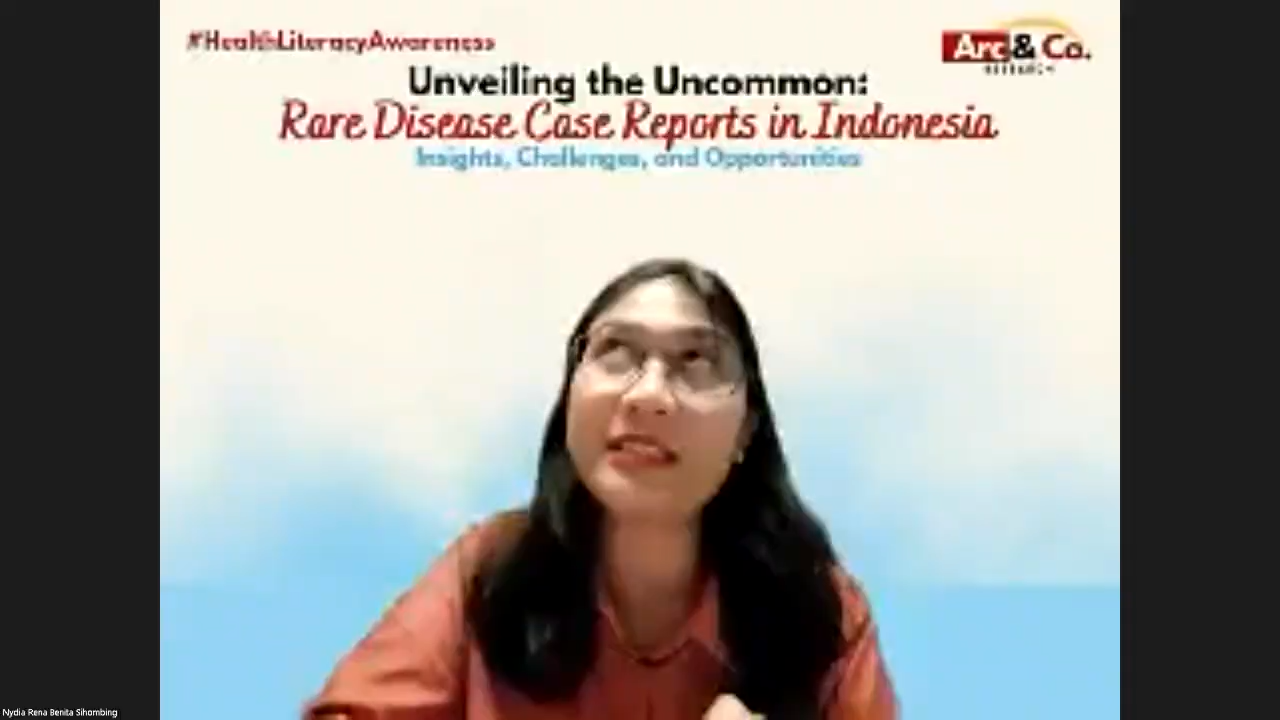 #HealthLiteracyAwareness
Arc & Co.
RESEARCH
Unveiling the Uncommon:
Rare Disease Case Reports in Indonesia
Insights, Challenges, and Opportunities
Nydia Rena Benita Sihombing